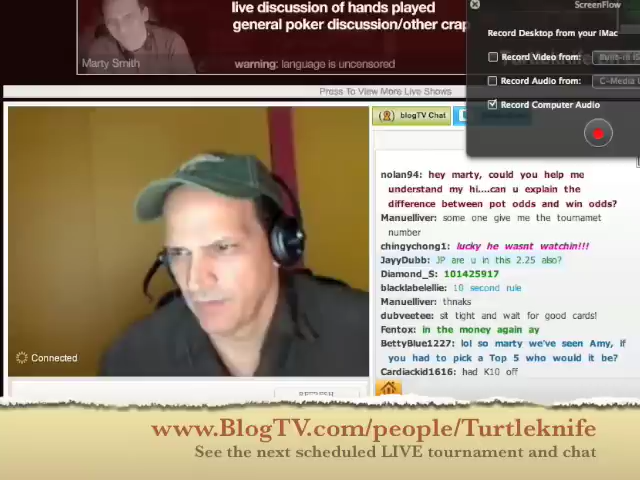 live discussion of hands played
general poker discussion/other crap
Marty Smith
warning: language is uncensored
ScreenFlow
Record Desktop from your iMac
Record Video from:
Built-in iS
Record Audio from:
C-Media U
Record Computer Audio
Press To View More Live Shows
blogTV Chat
nolan94: hey marty, could you help me
understand my hi....can u explain the
difference between pot odds and win odds?
Manuelliver: some one give me the tournamet
number
chingychong1: lucky he wasnt watchin!!!
JayyDubb: JP are u in this 2.25 also?
Diamond_S: 101425917
blacklabelellie: 10 second rule
Manuelliver: thnaks
dubveetee: sit tight and wait for good cards!
Fentox: in the money again ay
BettyBlue1227: lol so marty we've seen Amy, if
you had to pick a Top 5 who would it be?
Cardiackid1616: had K10 off
Connected
www.BlogTV.com/people/Turtleknife
See the next scheduled LIVE tournament and chat